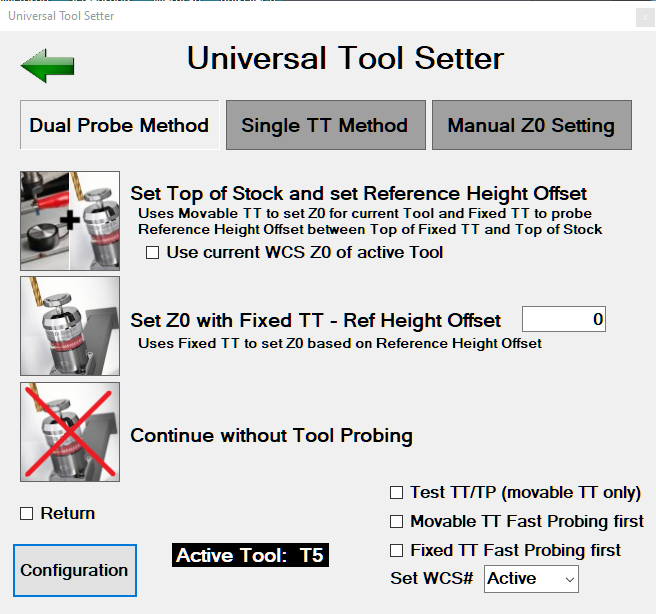 Universal Tool Setter
x
Universal Tool Setter
Dual Probe Method
Single TT Method
Manual Z0 Setting
Set Top of Stock and set Reference Height Offset
Uses Movable TT to set Z0 for current Tool and Fixed TT to probe
Reference Height Offset between Top of Fixed TT and Top of Stock
Use current WCS Z0 of active Tool
Set Z0 with Fixed TT - Ref Height Offset
0
Uses Fixed TT to set Z0 based on Reference Height Offset
Continue without Tool Probing
Test TT/TP (movable TT only)
Return
Movable TT Fast Probing first
Fixed TT Fast Probing first
Active Tool: T5
Configuration
Set WCS# Active